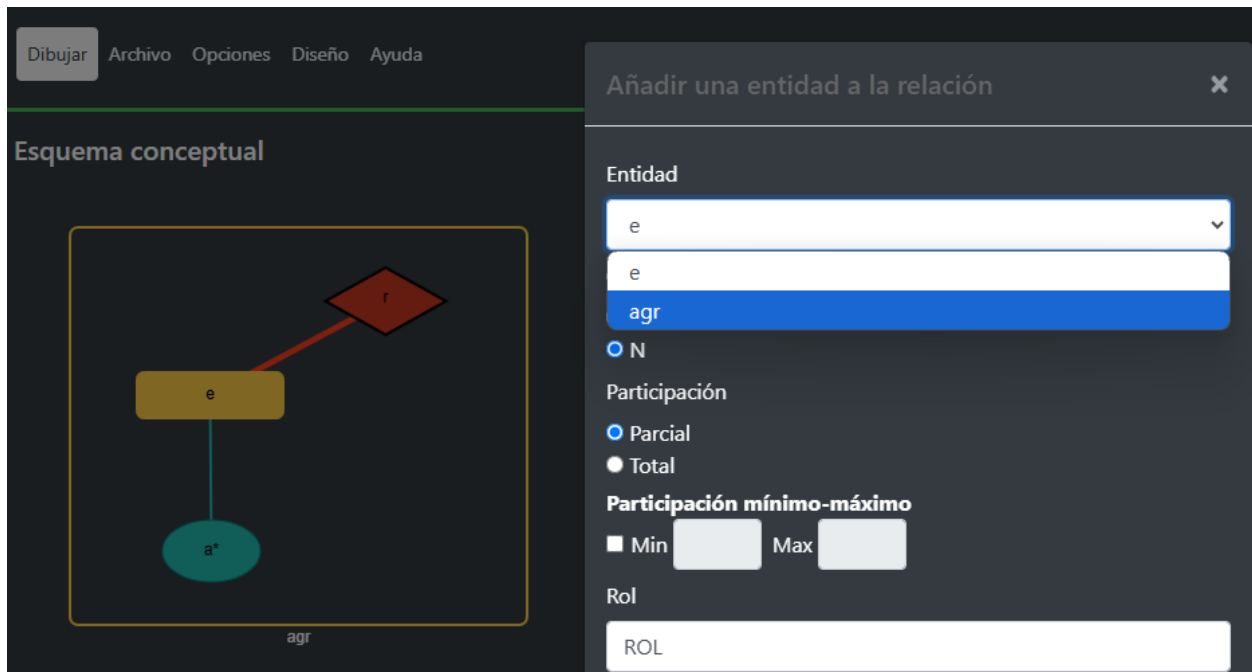 Dibujar Archivo Opciones Diseño Ayuda
Esquema conceptual
r
e
a*
agr
Añadir una entidad a la relación ×
Entidad
e
e
agr
N
Participación
Parcial
Total
Participación mínimo-máximo
Min Max
Rol
ROL